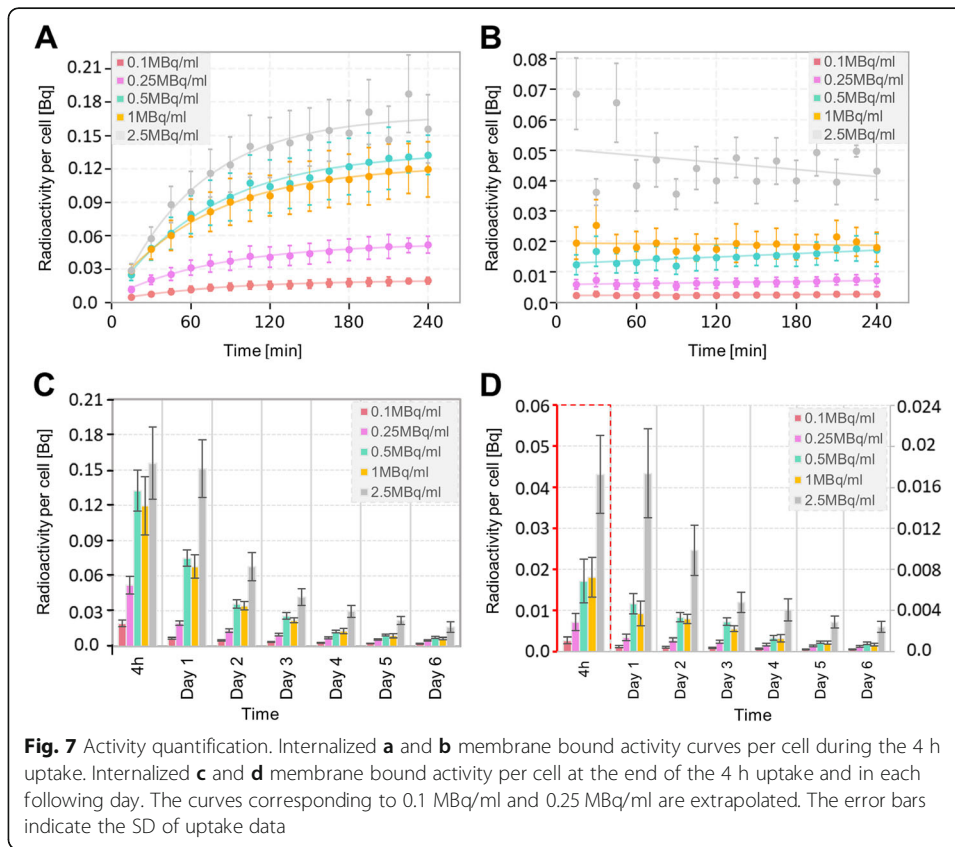 A
0.1MBq/ml
0.25MBq/ml
0.5MBq/ml
1MBq/ml
2.5MBq/ml
Radioactivity per cell [Bq]
0.21
0.18
0.15
0.12
0.09
0.06
0.03
0.0
0 60 120 180 240
Time [min]
B
0.1MBq/ml
0.25MBq/ml
0.5MBq/ml
1MBq/ml
2.5MBq/ml
Radioactivity per cell [Bq]
0.08
0.07
0.06
0.05
0.04
0.03
0.02
0.01
0.0
0 60 120 180 240
Time [min]
C
0.1MBq/ml
0.25MBq/ml
0.5MBq/ml
1MBq/ml
2.5MBq/ml
Radioactivity per cell [Bq]
0.21
0.18
0.15
0.12
0.09
0.06
0.03
0.0
4h Day 1 Day 2 Day 3 Day 4 Day 5 Day 6
Time
D
0.1MBq/ml
0.25MBq/ml
0.5MBq/ml
1MBq/ml
2.5MBq/ml
Radioactivity per cell [Bq]
0.06
0.05
0.04
0.03
0.02
0.01
0.0
0.024
0.02
0.016
0.012
0.008
0.004
0.0
4h Day 1 Day 2 Day 3 Day 4 Day 5 Day 6
Time
Fig. 7 Activity quantification. Internalized a and b membrane bound activity curves per cell during the 4 h
uptake. Internalized c and d membrane bound activity per cell at the end of the 4 h uptake and in each
following day. The curves corresponding to 0.1 MBq/ml and 0.25 MBq/ml are extrapolated. The error bars
indicate the SD of uptake data